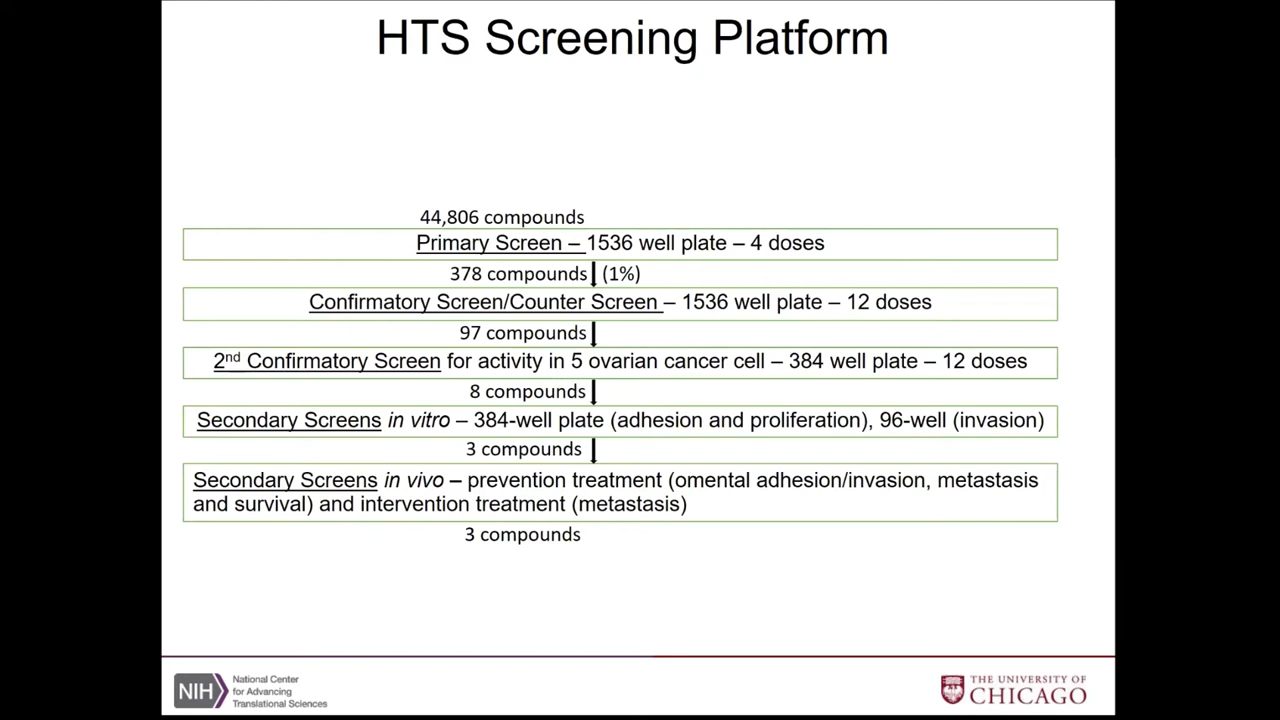 HTS Screening Platform
44,806 compounds
Primary Screen – 1536 well plate – 4 doses
378 compounds (1%)
Confirmatory Screen/Counter Screen – 1536 well plate – 12 doses
97 compounds
2nd Confirmatory Screen for activity in 5 ovarian cancer cell – 384 well plate – 12 doses
8 compounds
Secondary Screens in vitro – 384-well plate (adhesion and proliferation), 96-well (invasion)
3 compounds
Secondary Screens in vivo – prevention treatment (omental adhesion/invasion, metastasis
and survival) and intervention treatment (metastasis)
3 compounds
NIH
National Center
for Advancing
Translational Sciences
THE UNIVERSITY OF
CHICAGO